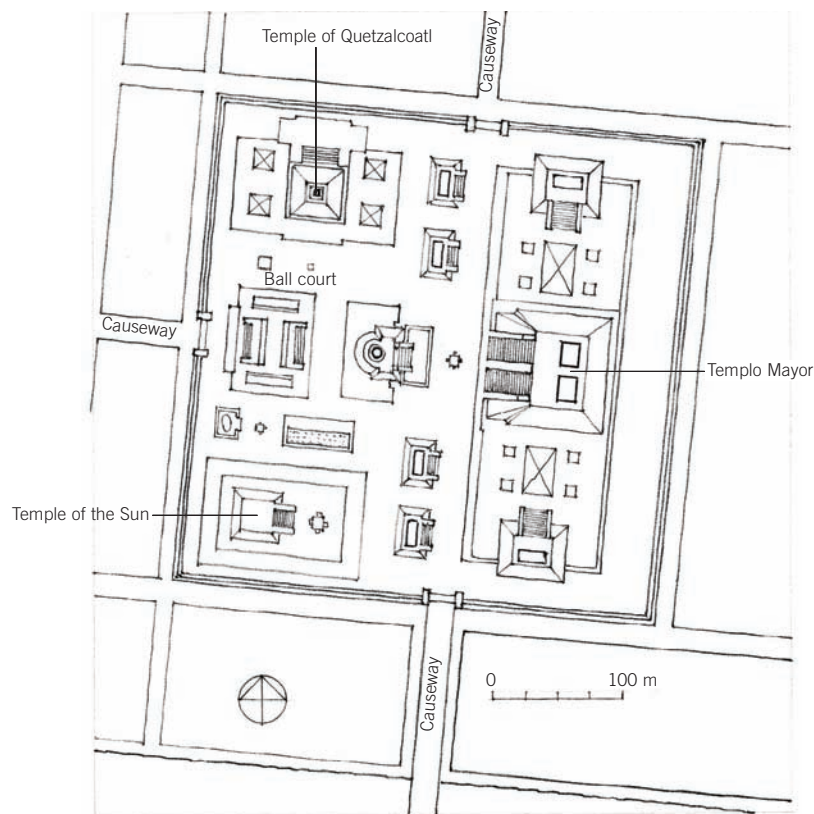 Temple of Quetzalcoatl
Causeway
Ball court
Causeway
Templo Mayor
Temple of the Sun
Causeway
0 100 m